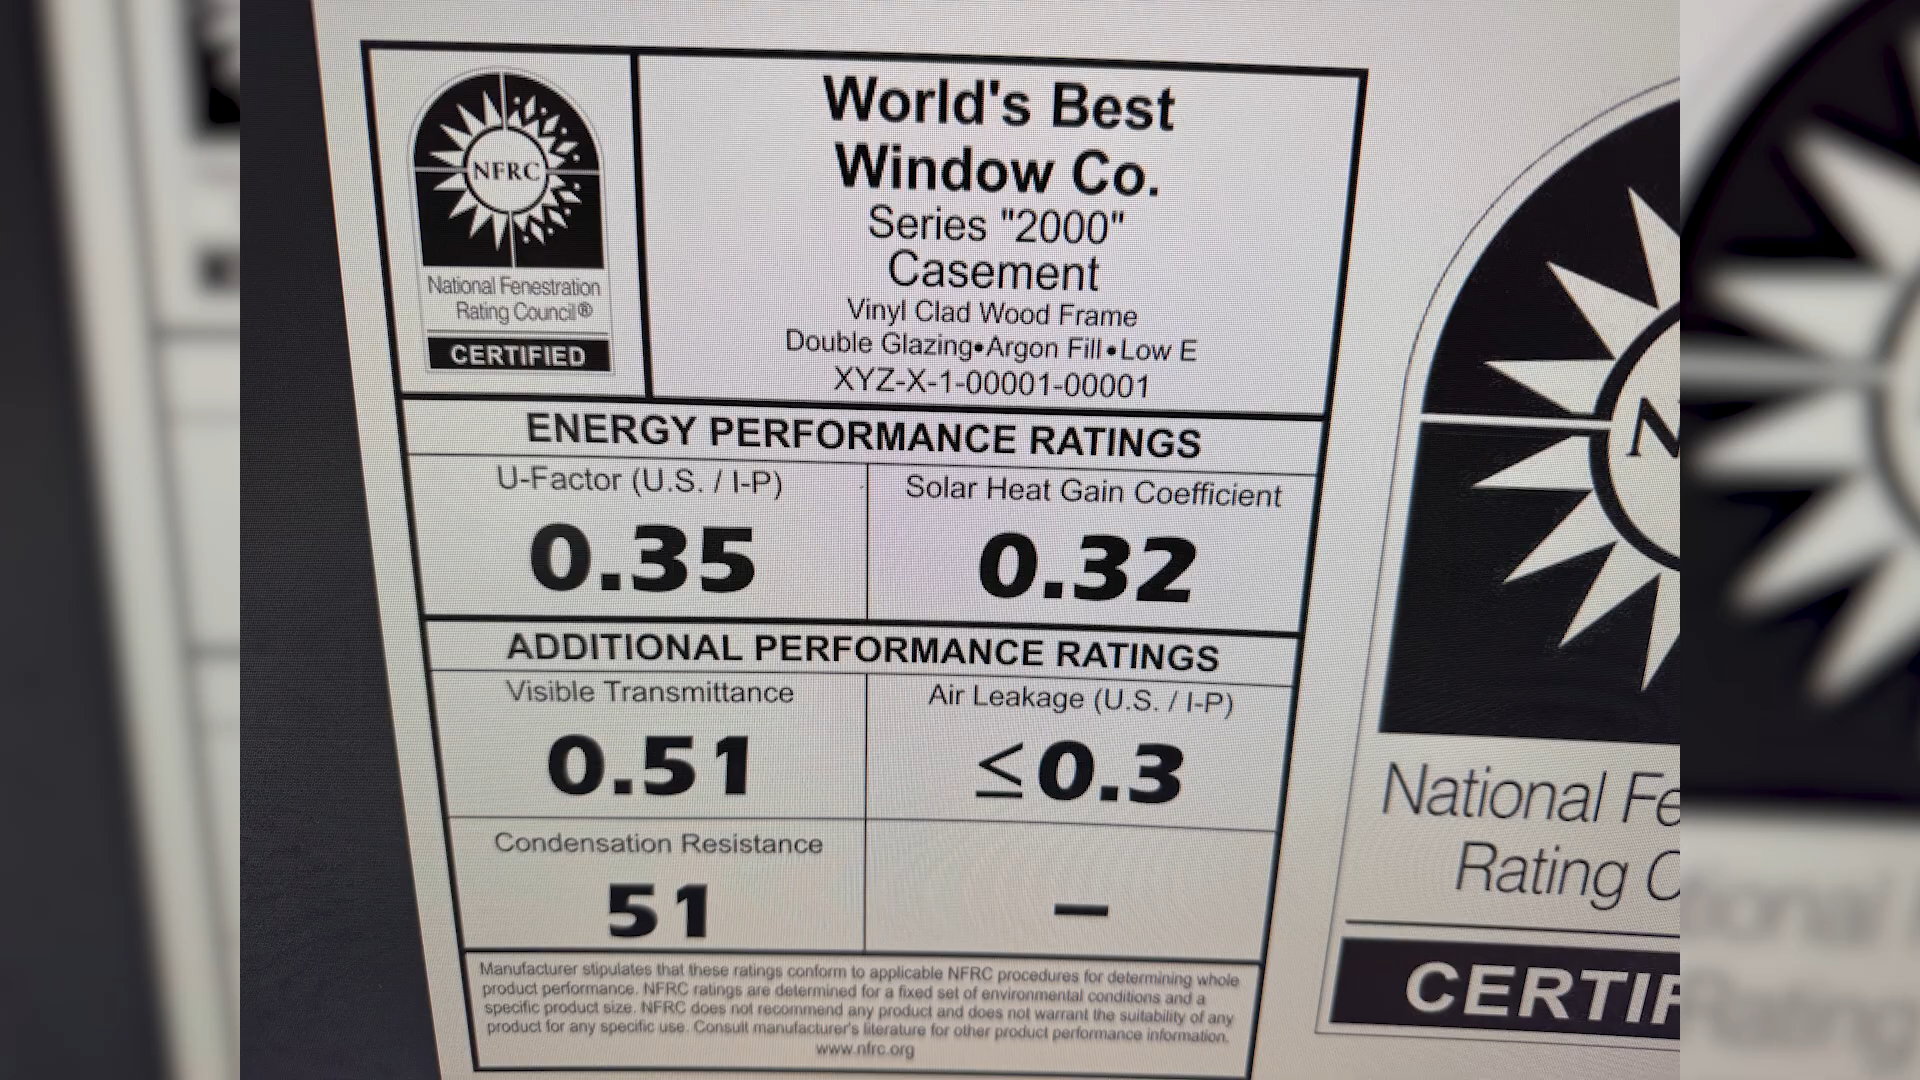 NFRC
National Fenestration
Rating Council®
CERTIFIED
World's Best
Window Co.
Series "2000"
Casement
Vinyl Clad Wood Frame
Double Glazing•Argon Fill•Low E
XYZ-X-1-00001-00001
ENERGY PERFORMANCE RATINGS
U-Factor (U.S. / I-P)
0.35
Solar Heat Gain Coefficient
0.32
ADDITIONAL PERFORMANCE RATINGS
Visible Transmittance
0.51
Air Leakage (U.S. / I-P)
≤0.3
Condensation Resistance
51
–
Manufacturer stipulates that these ratings conform to applicable NFRC procedures for determining whole
product performance. NFRC ratings are determined for a fixed set of environmental conditions and a
specific product size. NFRC does not recommend any product and does not warrant the suitability of any
product for any specific use. Consult manufacturer's literature for other product performance information.
www.nfrc.org
N
National Fe
Rating C
CERTIF